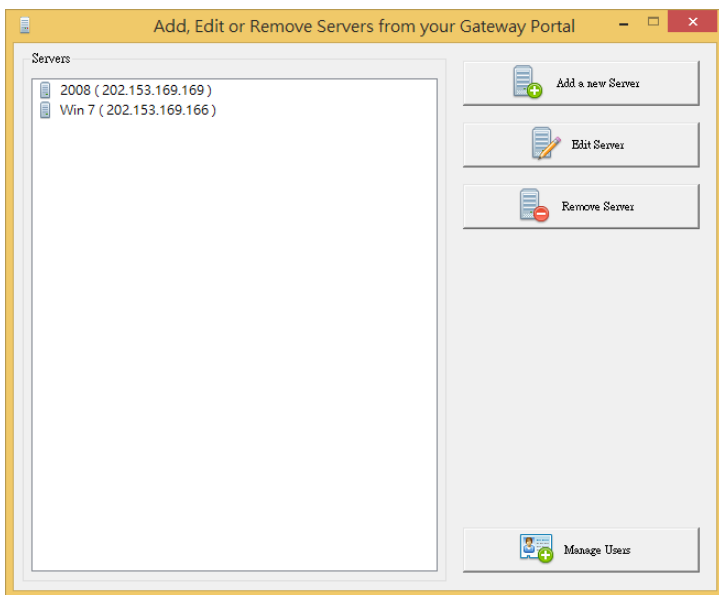 Add, Edit or Remove Servers from your Gateway Portal
Servers
2008 ( 202.153.169.169 )
Win 7 ( 202.153.169.166 )
Add a new Server
Edit Server
Remove Server
Manage Users